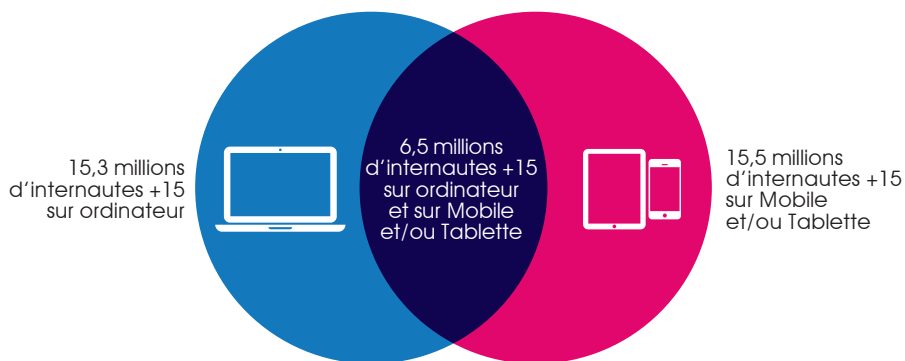 15,3 millions
d'internautes +15
sur ordinateur
6,5 millions
d'internautes +15
sur ordinateur
et sur Mobile
et/ou Tablette
15,5 millions
d'internautes +15
sur Mobile
et/ou Tablette